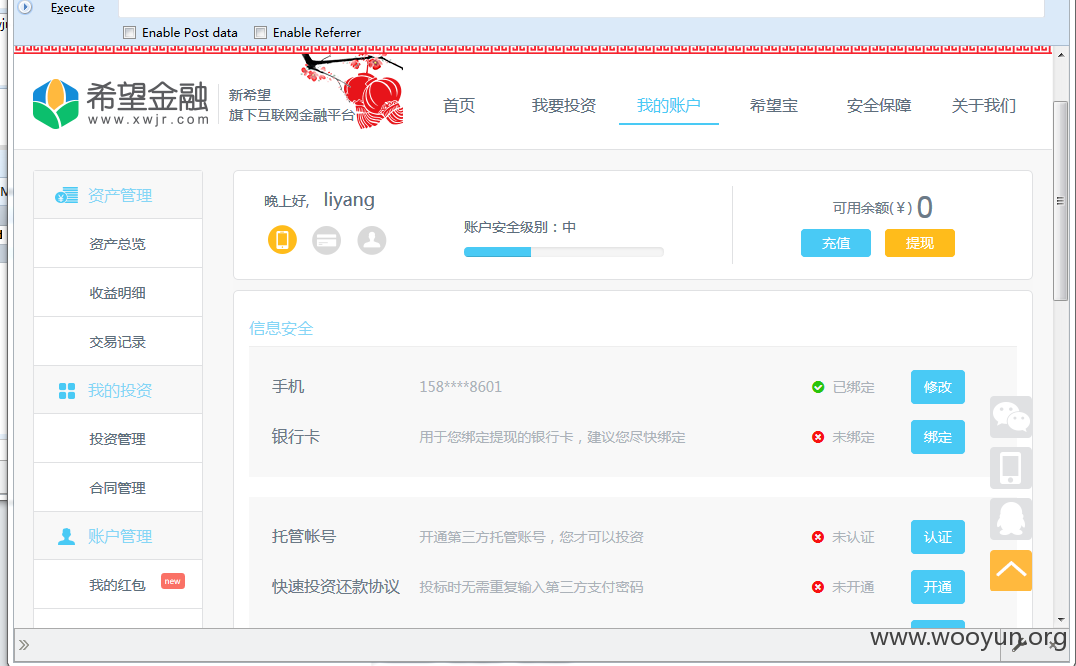 Execute
Enable Post data Enable Referrer
希望金融
www.xwjr.com
新希望
旗下互联网金融平台
首页 我要投资 我的账户 希望宝 安全保障 关于我们
资产管理
资产总览
收益明细
交易记录
我的投资
投资管理
合同管理
账户管理
我的红包 new
晚上好, liyang
账户安全级别：中
可用余额(￥) 0
充值 提现
信息安全
手机 158****8601 已绑定 修改
银行卡 用于您绑定提现的银行卡，建议您尽快绑定 未绑定 绑定
托管帐号 开通第三方托管账号，您才可以投资 未认证 认证
快速投资还款协议 投标时无需重复输入第三方支付密码 未开通 开通
www.wooyun.org